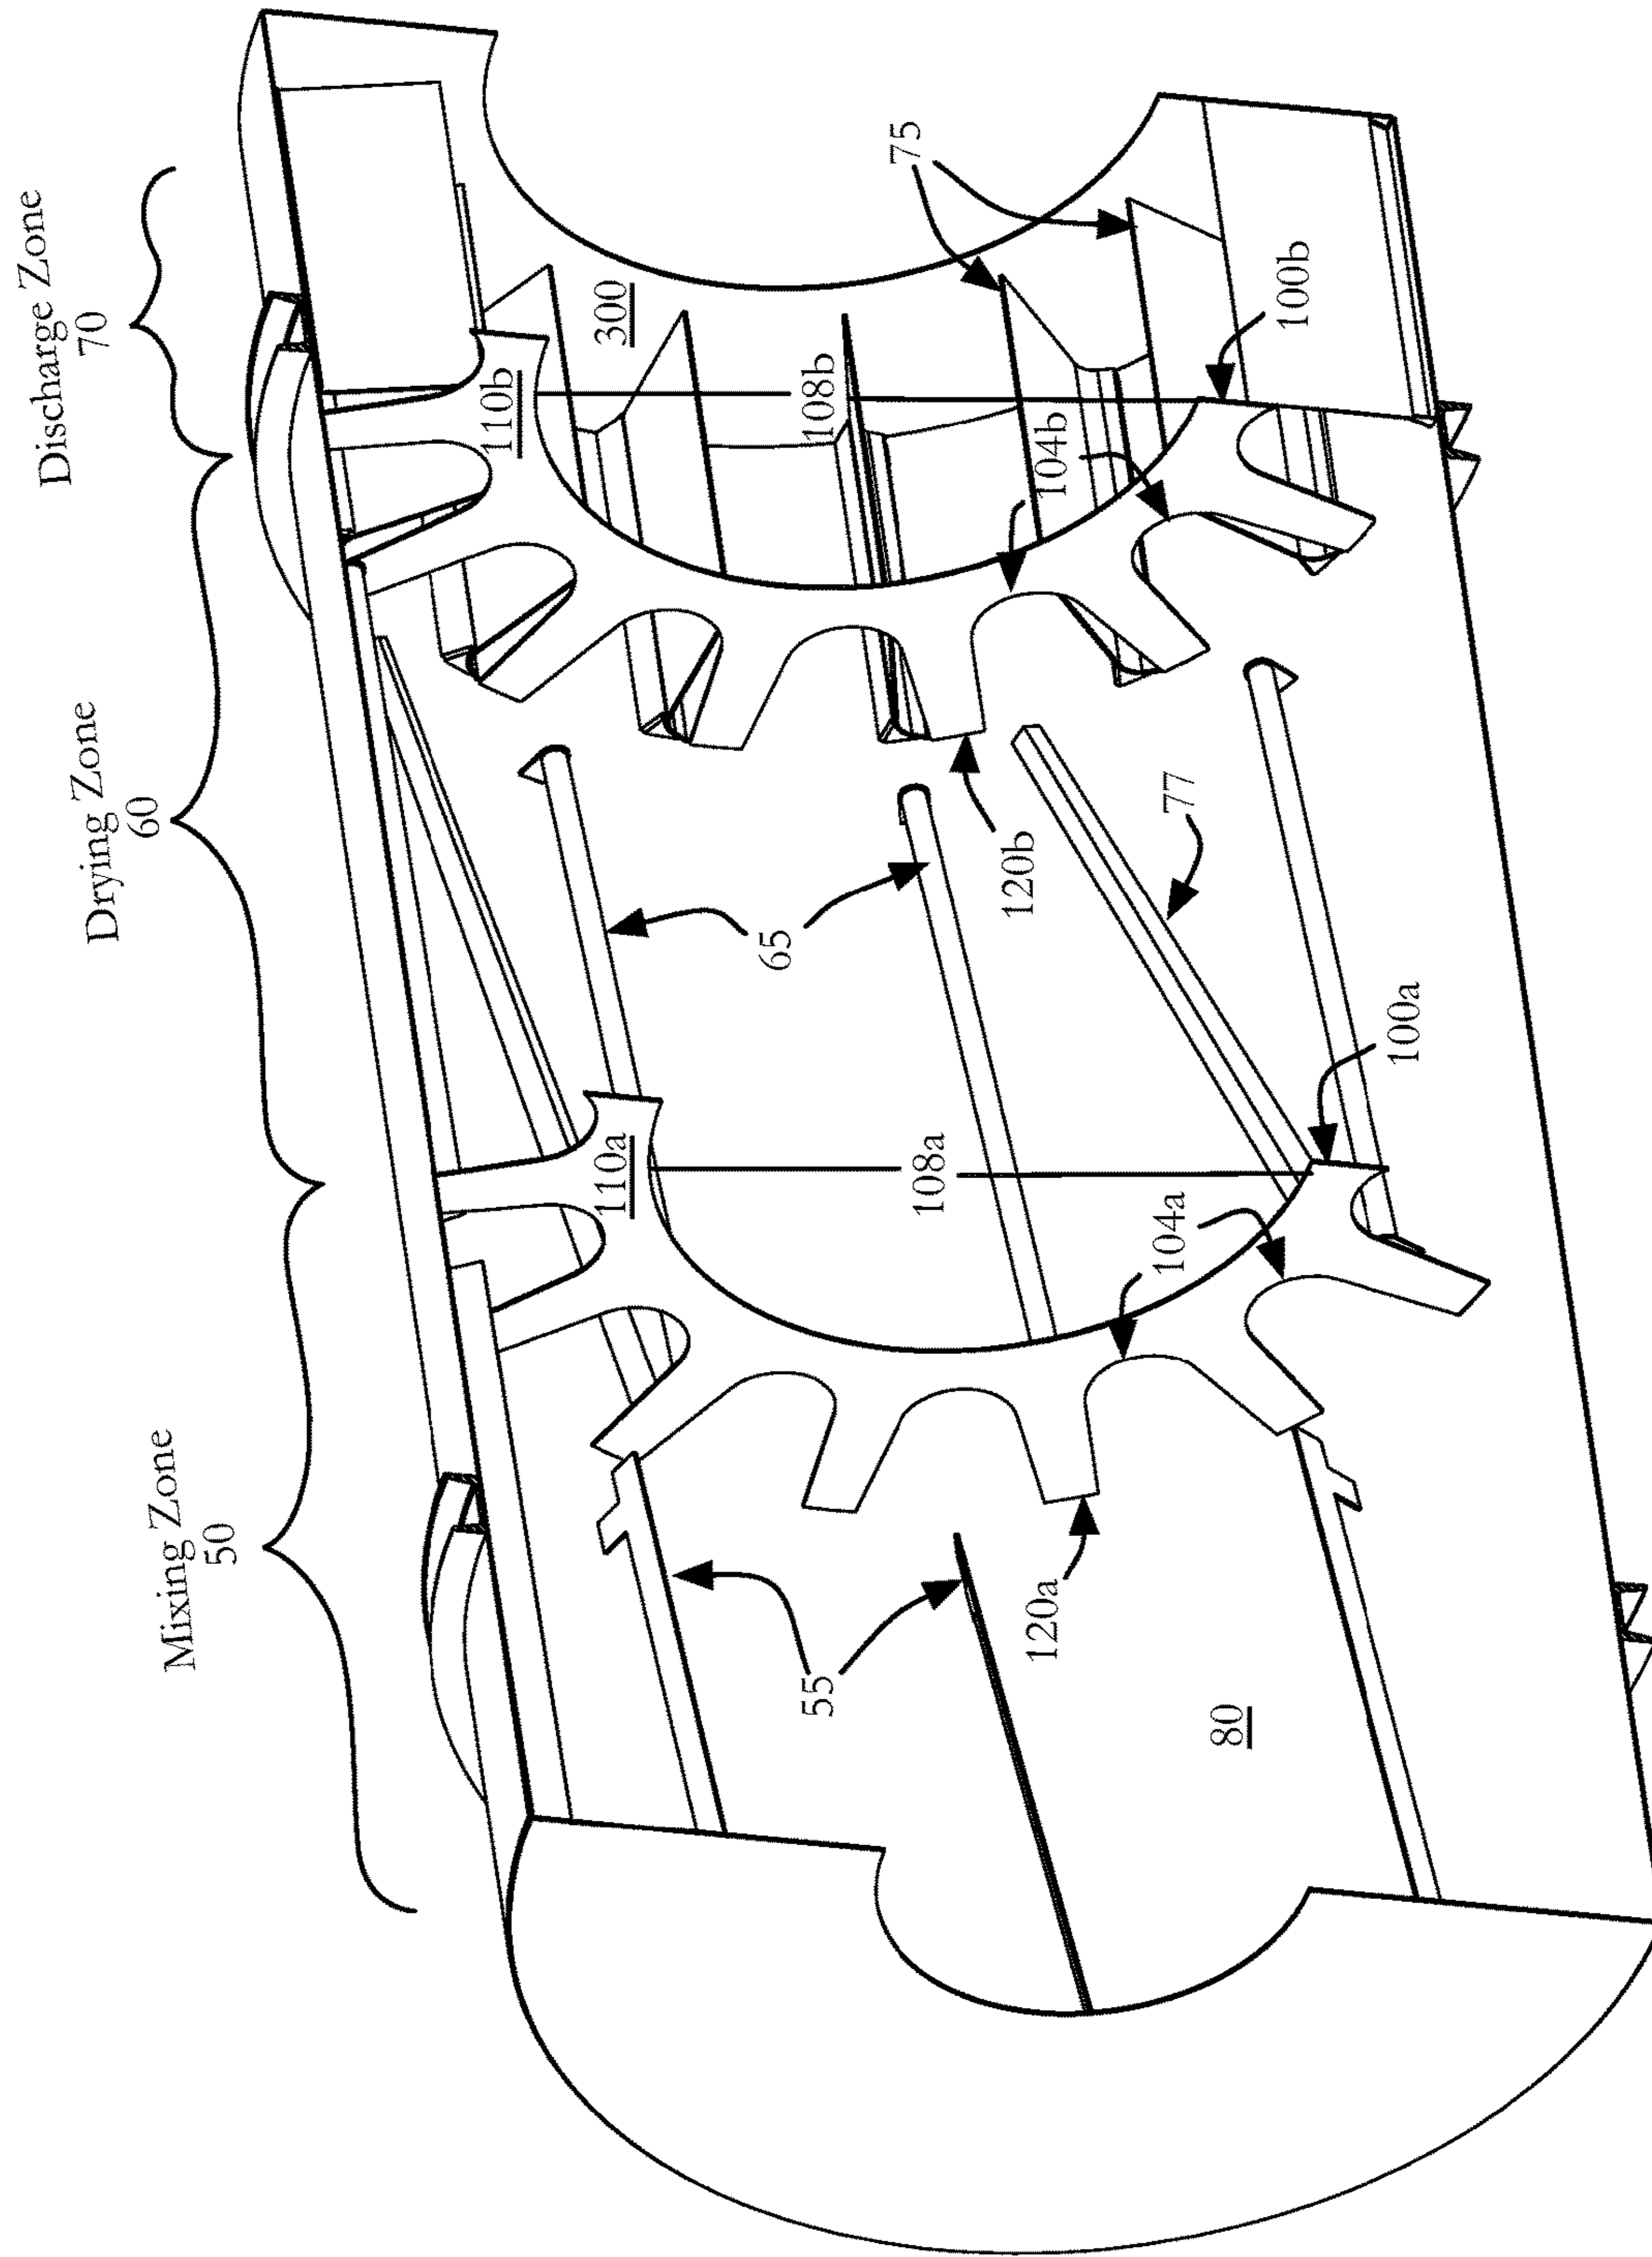 Mixing Zone
50
Drying Zone
60
Discharge Zone
70
110a
110b
300
75
108a
108b
65
104a
104b
100b
55
120a
120b
77
100a
80